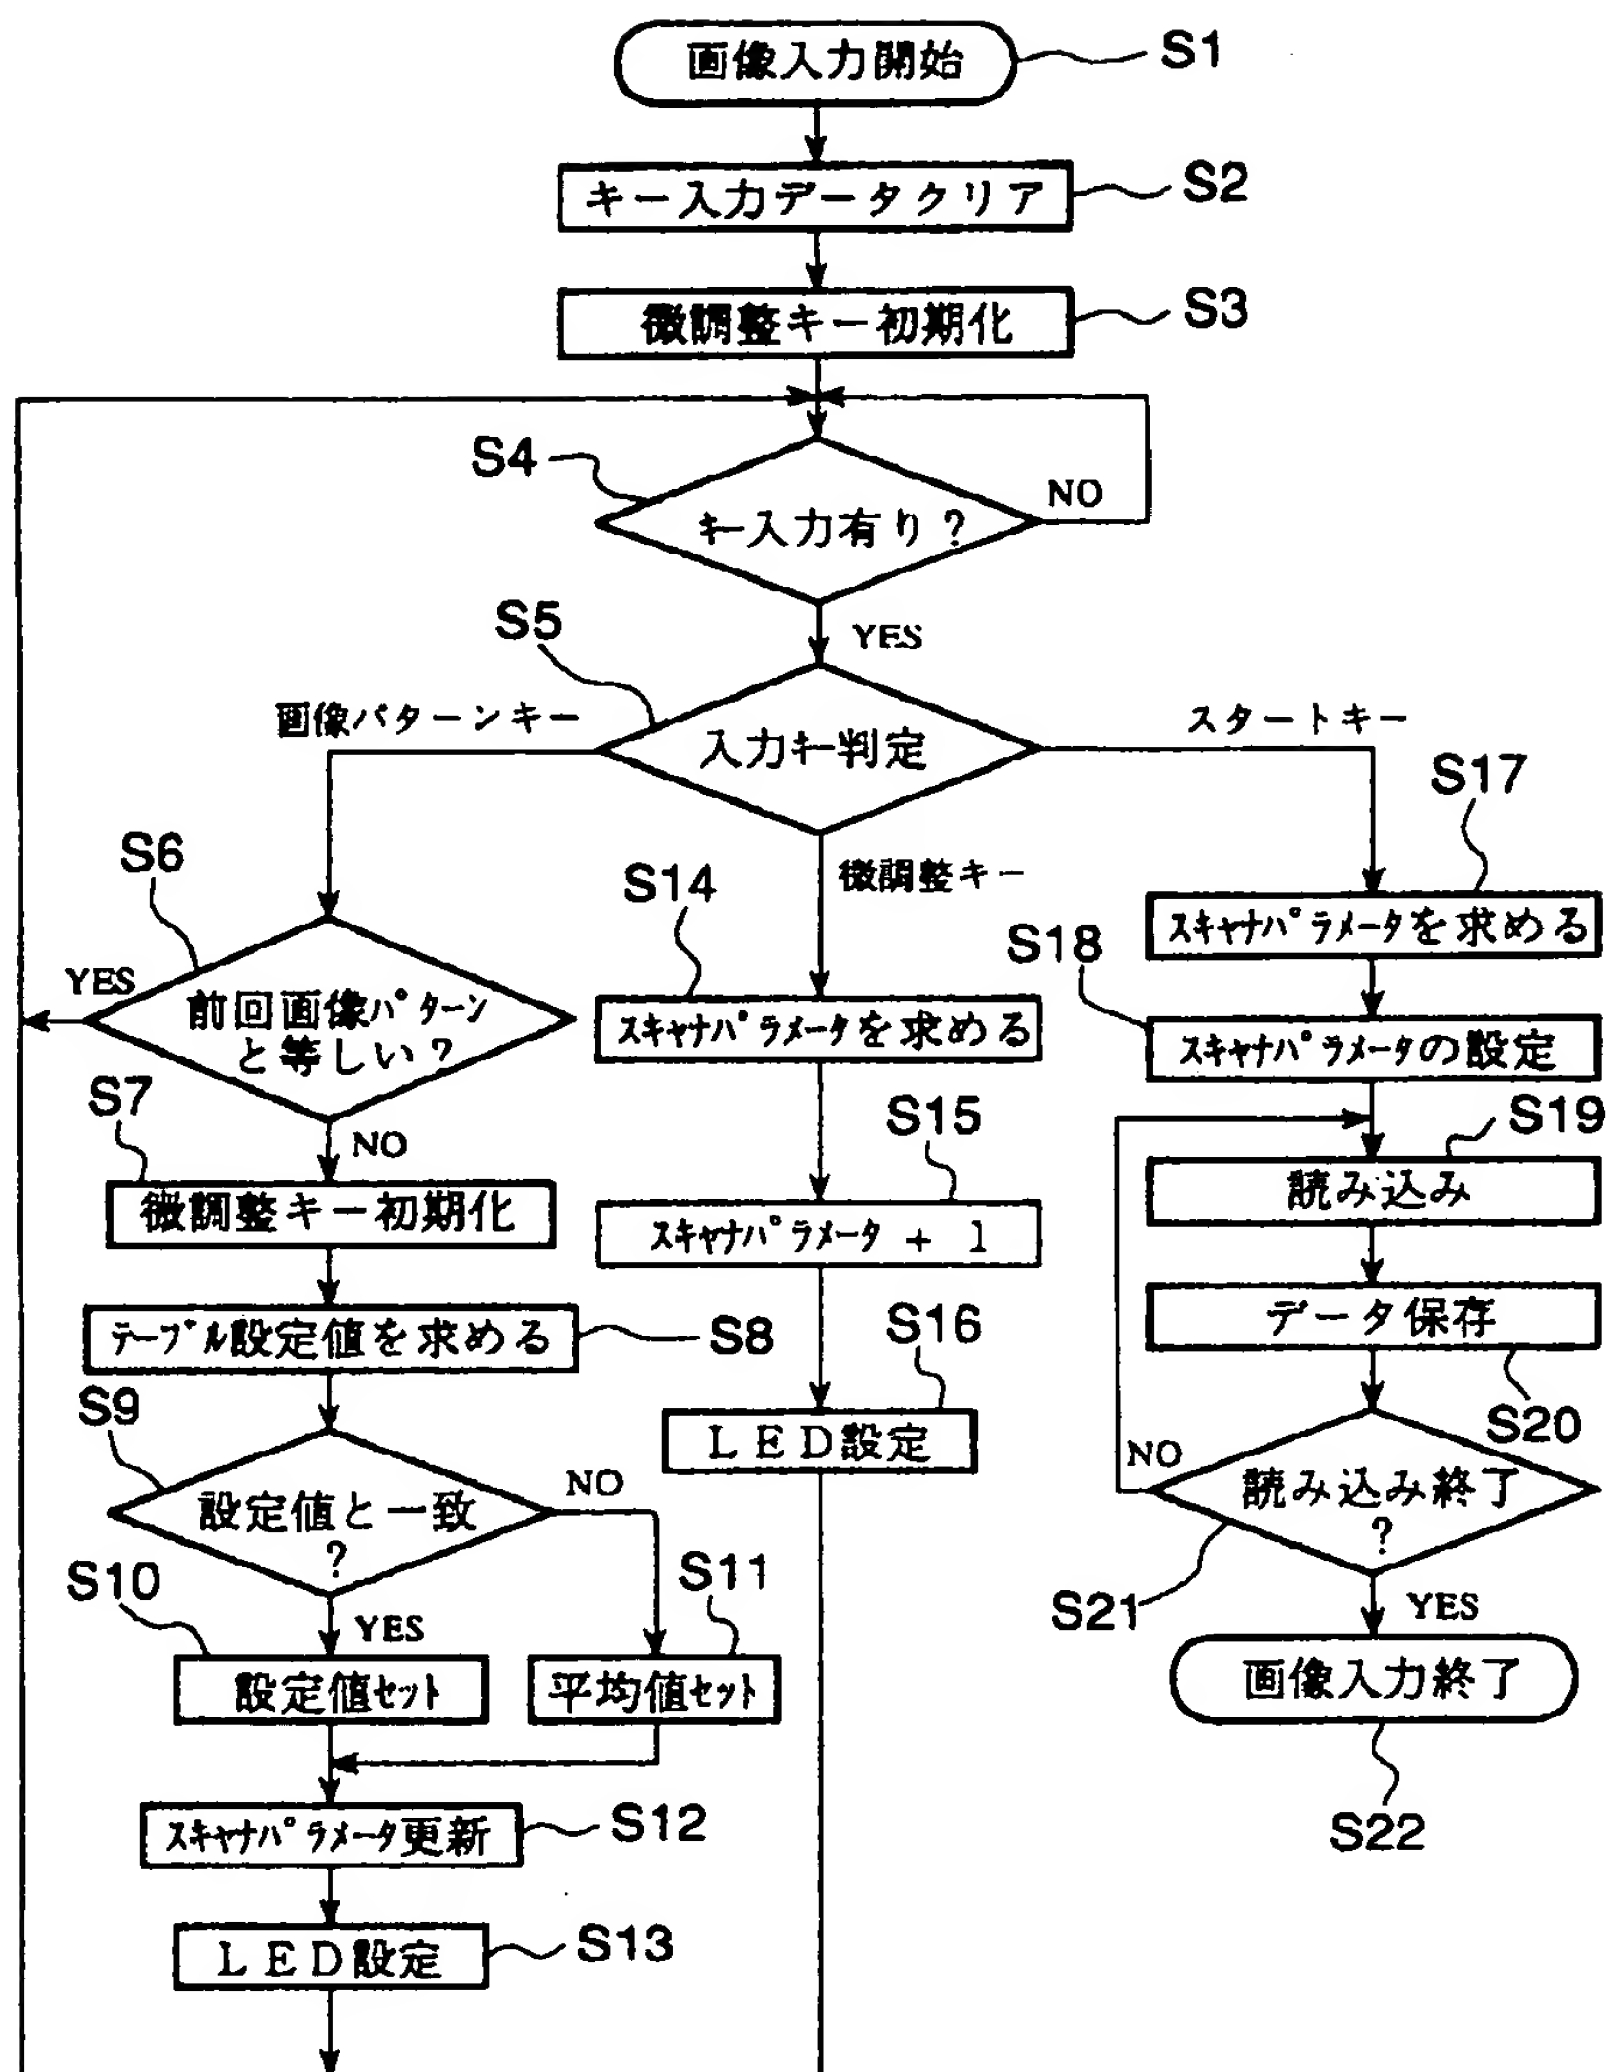 画像入力開始
S1
キー入力データクリア
S2
微調整キー初期化
S3
S4
キー入力有り?
NO
YES
S5
入力キー判定
画像パターンキー
微調整キー
スタートキー
S6
前回画像パターン
と等しい?
YES
NO
S7
微調整キー初期化
テーブル設定値を求める
S8
S9
設定値と一致
?
NO
YES
S10
設定値セット
S11
平均値セット
スキャナパラメータ更新
S12
LED設定
S13
S14
スキャナパラメータを求める
S15
スキャナパラメータ + 1
S16
LED設定
S17
スキャナパラメータを求める
S18
スキャナパラメータの設定
S19
読み込み
データ保存
S20
読み込み終了
?
NO
S21
YES
画像入力終了
S22